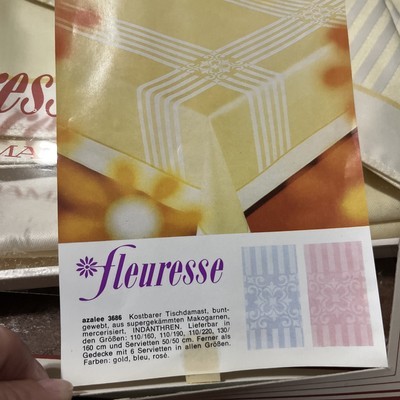 fleuresse
azalee 3686 Kostbarer Tischdamast, bunt-
gewebt, aus supergekämmten Makogarnen,
mercerisiert. INDANTHREN. Lieferbar in
den Größen: 110/160, 110/190, 110/220, 130/
160 cm und Servietten 50/50 cm. Ferner als
Gedecke mit 6 Servietten in allen Größen.
Farben: gold, bleu, rosé.